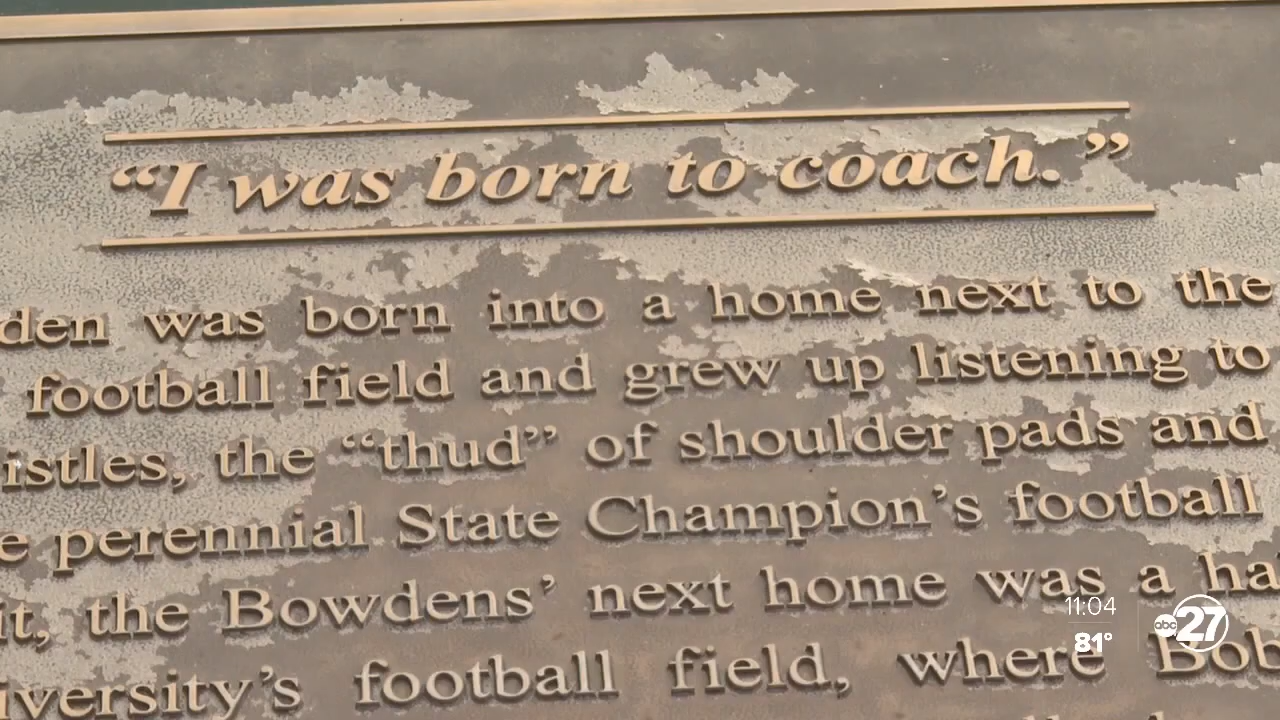 “I was born to coach.”
den was born into a home next to the
football field and grew up listening to
istles, the “thud” of shoulder pads and
e perennial State Champion’s football
it, the Bowdens’ next home was a ha
iversity’s football field, where Bob
11:04
81°
abc 27